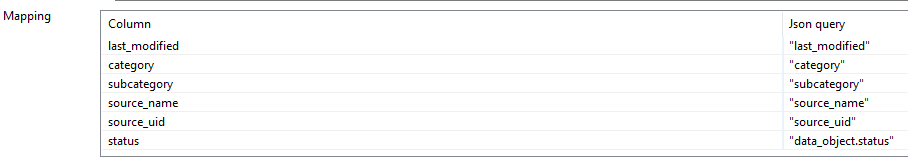 Mapping
Column Json query
last_modified "last_modified"
category "category"
subcategory "subcategory"
source_name "source_name"
source_uid "source_uid"
status "data_object.status"